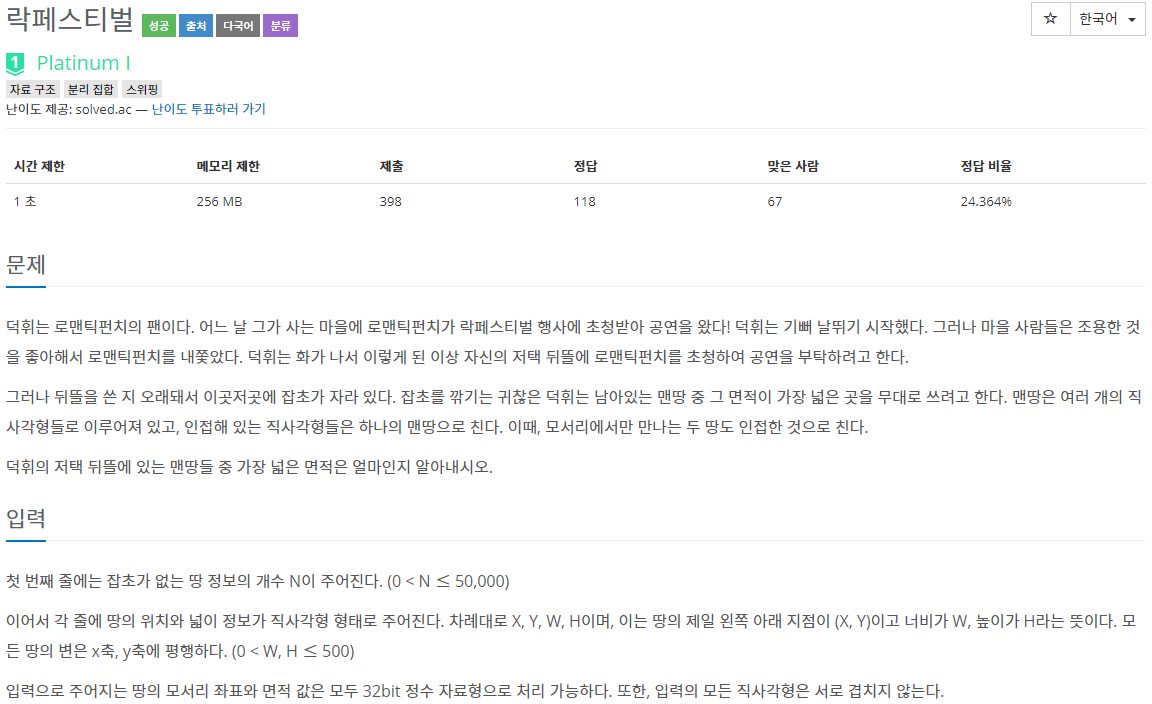 락페스티벌 성공 출처 다국어 분류
☆ 한국어
1 Platinum I
자료 구조 분리 집합 스위핑
난이도 제공: solved.ac — 난이도 투표하러 가기
시간 제한 메모리 제한 제출 정답 맞은 사람 정답 비율
1 초 256 MB 398 118 67 24.364%
문제
덕휘는 로맨틱펀치의 팬이다. 어느 날 그가 사는 마을에 로맨틱펀치가 락페스티벌 행사에 초청받아 공연을 왔다! 덕휘는 기뻐 날뛰기 시작했다. 그러나 마을 사람들은 조용한 것
을 좋아해서 로맨틱펀치를 내쫓았다. 덕휘는 화가 나서 이렇게 된 이상 자신의 저택 뒤뜰에 로맨틱펀치를 초청하여 공연을 부탁하려고 한다.
그러나 뒤뜰을 쓴 지 오래돼서 이곳저곳에 잡초가 자라 있다. 잡초를 깎기는 귀찮은 덕휘는 남아있는 맨땅 중 그 면적이 가장 넓은 곳을 무대로 쓰려고 한다. 맨땅은 여러 개의 직
사각형들로 이루어져 있고, 인접해 있는 직사각형들은 하나의 맨땅으로 친다. 이때, 모서리에서만 만나는 두 땅도 인접한 것으로 친다.
덕휘의 저택 뒤뜰에 있는 맨땅들 중 가장 넓은 면적은 얼마인지 알아내시오.
입력
첫 번째 줄에는 잡초가 없는 땅 정보의 개수 N이 주어진다. (0 < N ≤ 50,000)
이어서 각 줄에 땅의 위치와 넓이 정보가 직사각형 형태로 주어진다. 차례대로 X, Y, W, H이며, 이는 땅의 제일 왼쪽 아래 지점이 (X, Y)이고 너비가 W, 높이가 H라는 뜻이다. 모
든 땅의 변은 x축, y축에 평행하다. (0 < W, H ≤ 500)
입력으로 주어지는 땅의 모서리 좌표와 면적 값은 모두 32bit 정수 자료형으로 처리 가능하다. 또한, 입력의 모든 직사각형은 서로 겹치지 않는다.